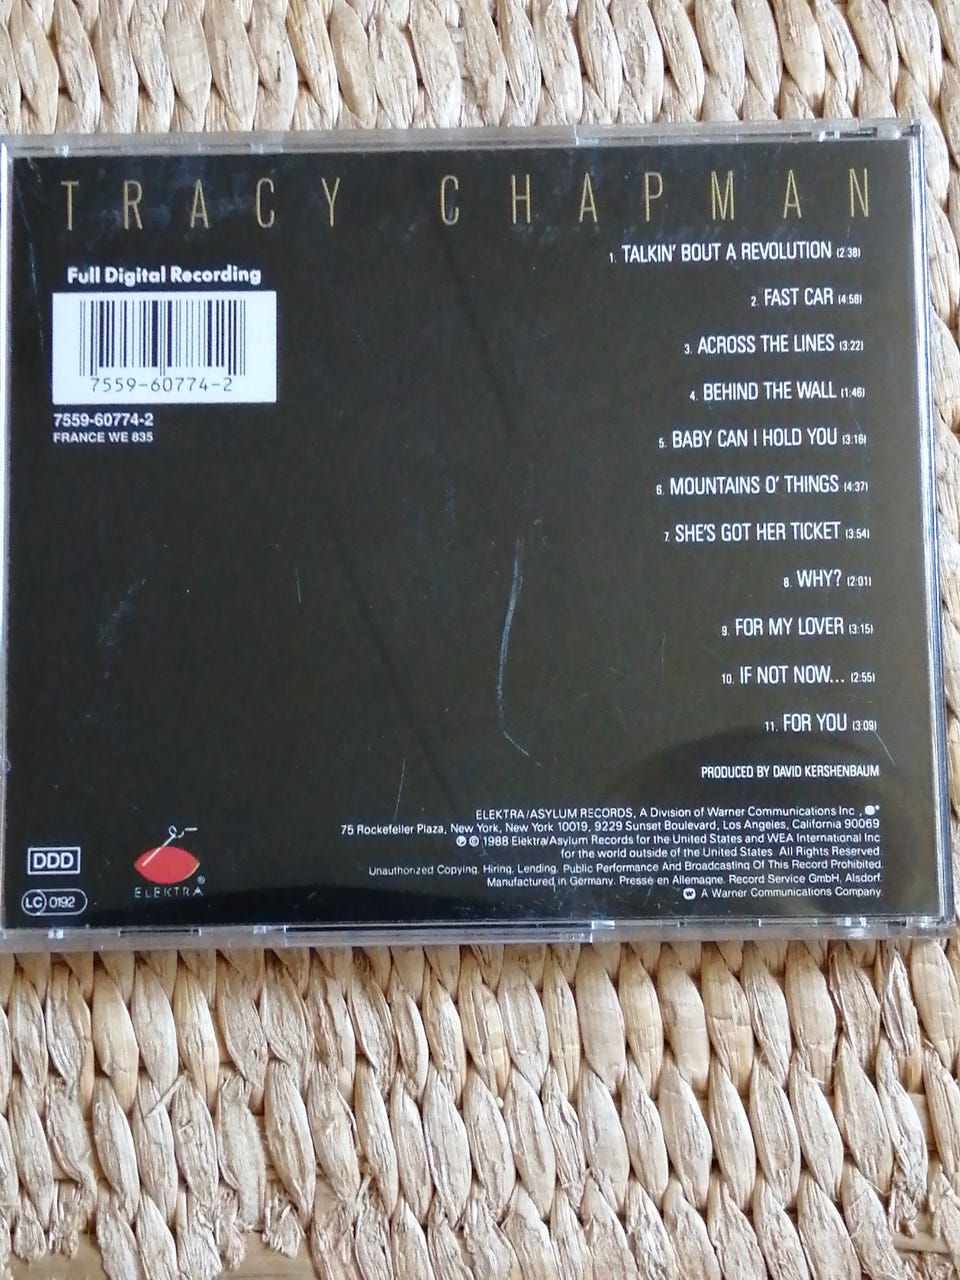 TRACY CHAPMAN
Full Digital Recording
7559-60774-2
7559-60774-2
FRANCE WE 835
1. TALKIN' BOUT A REVOLUTION (2:38)
2. FAST CAR (4:58)
3. ACROSS THE LINES (3:22)
4. BEHIND THE WALL (1:46)
5. BABY CAN I HOLD YOU (3:16)
6. MOUNTAINS O' THINGS (4:37)
7. SHE'S GOT HER TICKET (3:54)
8. WHY? (2:01)
9. FOR MY LOVER (3:15)
10. IF NOT NOW... (2:55)
11. FOR YOU (3:09)
PRODUCED BY DAVID KERSHENBAUM
ELEKTRA/ASYLUM RECORDS, A Division of Warner Communications Inc.,
75 Rockefeller Plaza, New York, New York 10019, 9229 Sunset Boulevard, Los Angeles, California 90069
℗ © 1988 Elektra/Asylum Records for the United States and WEA International Inc
for the world outside of the United States. All Rights Reserved.
Unauthorized Copying, Hiring, Lending, Public Performance And Broadcasting Of This Record Prohibited.
Manufactured in Germany. Presse en Allemagne. Record Service GmbH, Alsdorf.
A Warner Communications Company.
DDD
LC 0192
ELEKTRA®